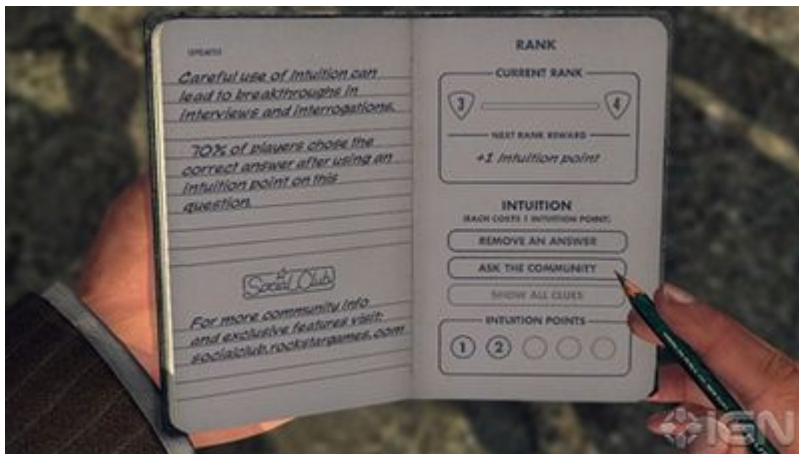 UPDATES
Careful use of Intuition can
lead to breakthroughs in
interviews and interrogations.
70% of players chose the
correct answer after using an
intuition point on this
question.
Social Club
For more community info
and exclusive features visit:
socialclub.rockstargames.com
RANK
CURRENT RANK
3
4
NEXT RANK REWARD
+1 Intuition point
INTUITION
(EACH COSTS 1 INTUITION POINT)
REMOVE AN ANSWER
ASK THE COMMUNITY
SHOW ALL CLUES
INTUITION POINTS
1 2
IGN